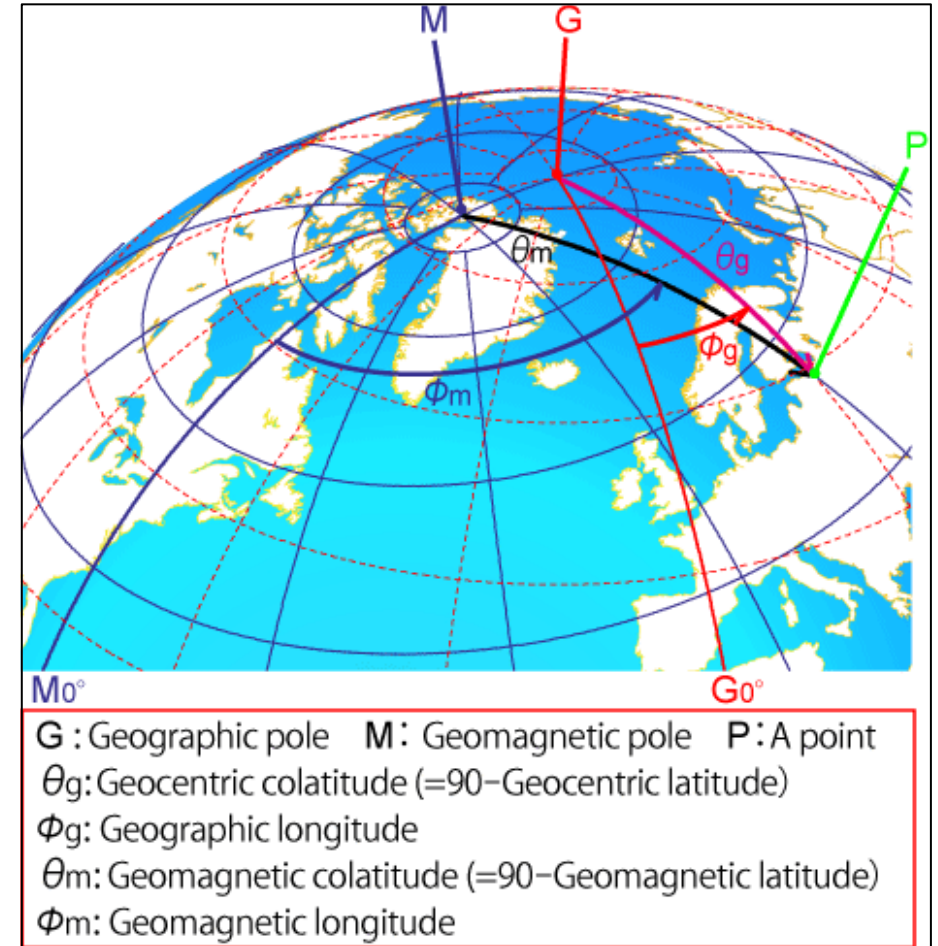 M G
P
θm θg
Φg
Φm
M0° G0°
G : Geographic pole M: Geomagnetic pole P:A point
θg: Geocentric colatitude (=90−Geocentric latitude)
Φg: Geographic longitude
θm: Geomagnetic colatitude (=90−Geomagnetic latitude)
Φm: Geomagnetic longitude